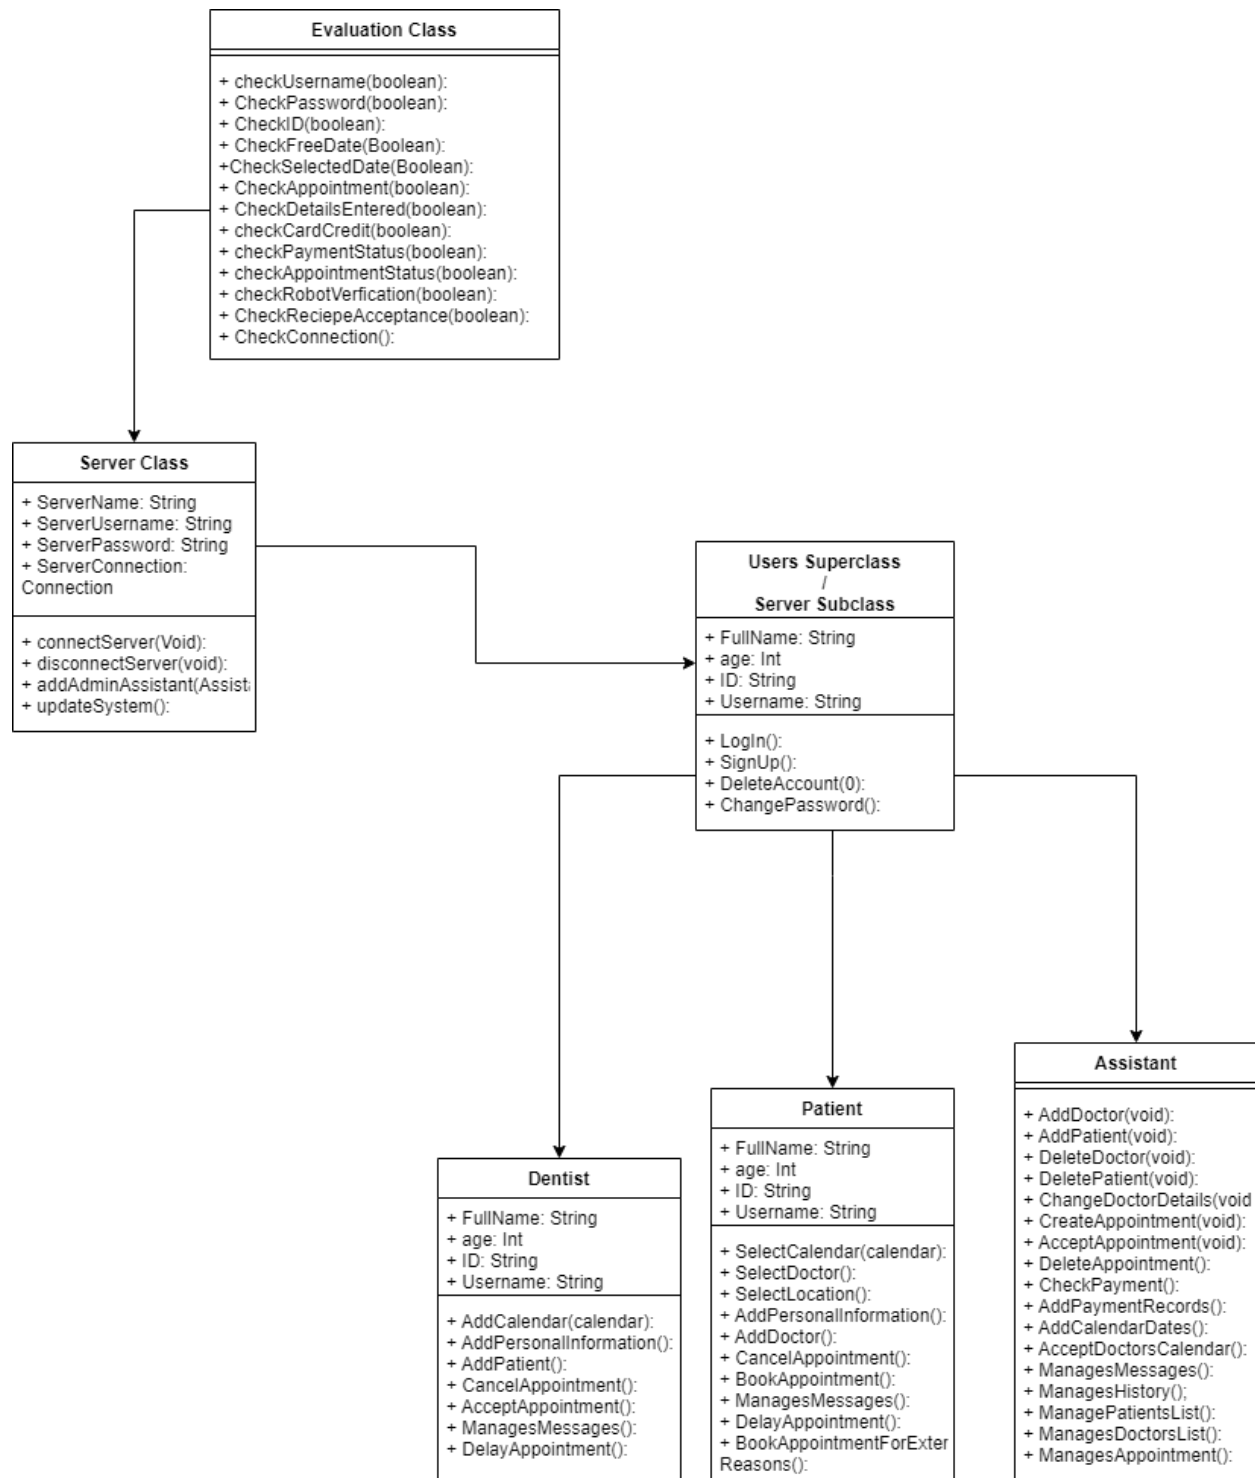 Evaluation Class
+ checkUsername(boolean):
+ CheckPassword(boolean):
+ CheckID(boolean):
+ CheckFreeDate(Boolean):
+CheckSelectedDate(Boolean):
+ CheckAppointment(boolean):
+ CheckDetailsEntered(boolean):
+ checkCardCredit(boolean):
+ checkPaymentStatus(boolean):
+ checkAppointmentStatus(boolean):
+ checkRobotVerfication(boolean):
+ CheckReciepeAcceptance(boolean):
+ CheckConnection():
Server Class
+ ServerName: String
+ ServerUsername: String
+ ServerPassword: String
+ ServerConnection:
Connection
+ connectServer(Void):
+ disconnectServer(void):
+ addAdminAssistant(Assist
+ updateSystem():
Users Superclass
/
Server Subclass
+ FullName: String
+ age: Int
+ ID: String
+ Username: String
+ LogIn():
+ SignUp():
+ DeleteAccount(0):
+ ChangePassword():
Dentist
+ FullName: String
+ age: Int
+ ID: String
+ Username: String
+ AddCalendar(calendar):
+ AddPersonalInformation():
+ AddPatient():
+ CancelAppointment():
+ AcceptAppointment():
+ ManagesMessages():
+ DelayAppointment():
Patient
+ FullName: String
+ age: Int
+ ID: String
+ Username: String
+ SelectCalendar(calendar):
+ SelectDoctor():
+ SelectLocation():
+ AddPersonalInformation():
+ AddDoctor():
+ CancelAppointment():
+ BookAppointment():
+ ManagesMessages():
+ DelayAppointment():
+ BookAppointmentForExter
Reasons():
Assistant
+ AddDoctor(void):
+ AddPatient(void):
+ DeleteDoctor(void):
+ DeletePatient(void):
+ ChangeDoctorDetails(void
+ CreateAppointment(void):
+ AcceptAppointment(void):
+ DeleteAppointment():
+ CheckPayment():
+ AddPaymentRecords():
+ AddCalendarDates():
+ AcceptDoctorsCalendar():
+ ManagesMessages():
+ ManagesHistory();
+ ManagePatientsList():
+ ManagesDoctorsList():
+ ManagesAppointment():